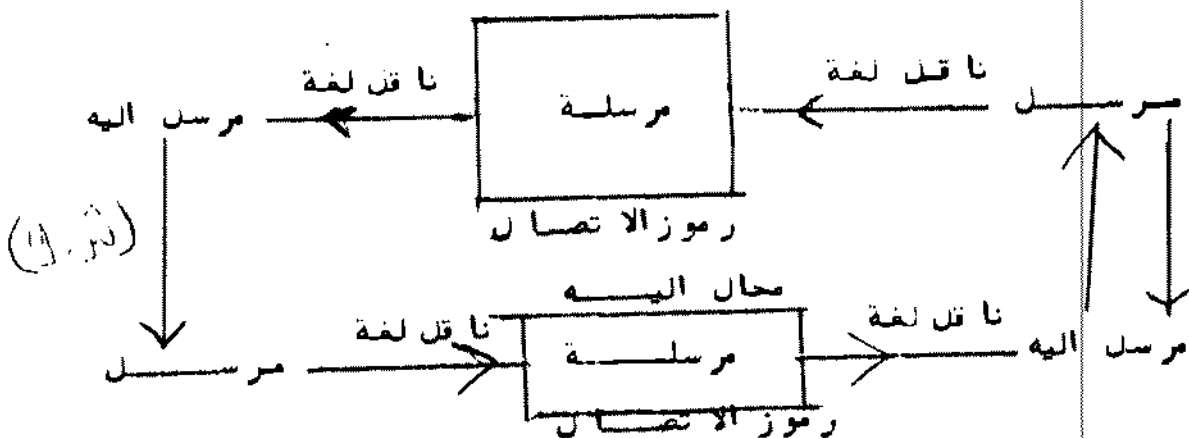 ناقل لغة
ناقل لغة
مرسل
مرسلة
مرسل اليه
رموز الاتصال
محال اليه
ناقل لغة
ناقل لغة
مرسل اليه
مرسلة
مرسل
رموز الاتصال